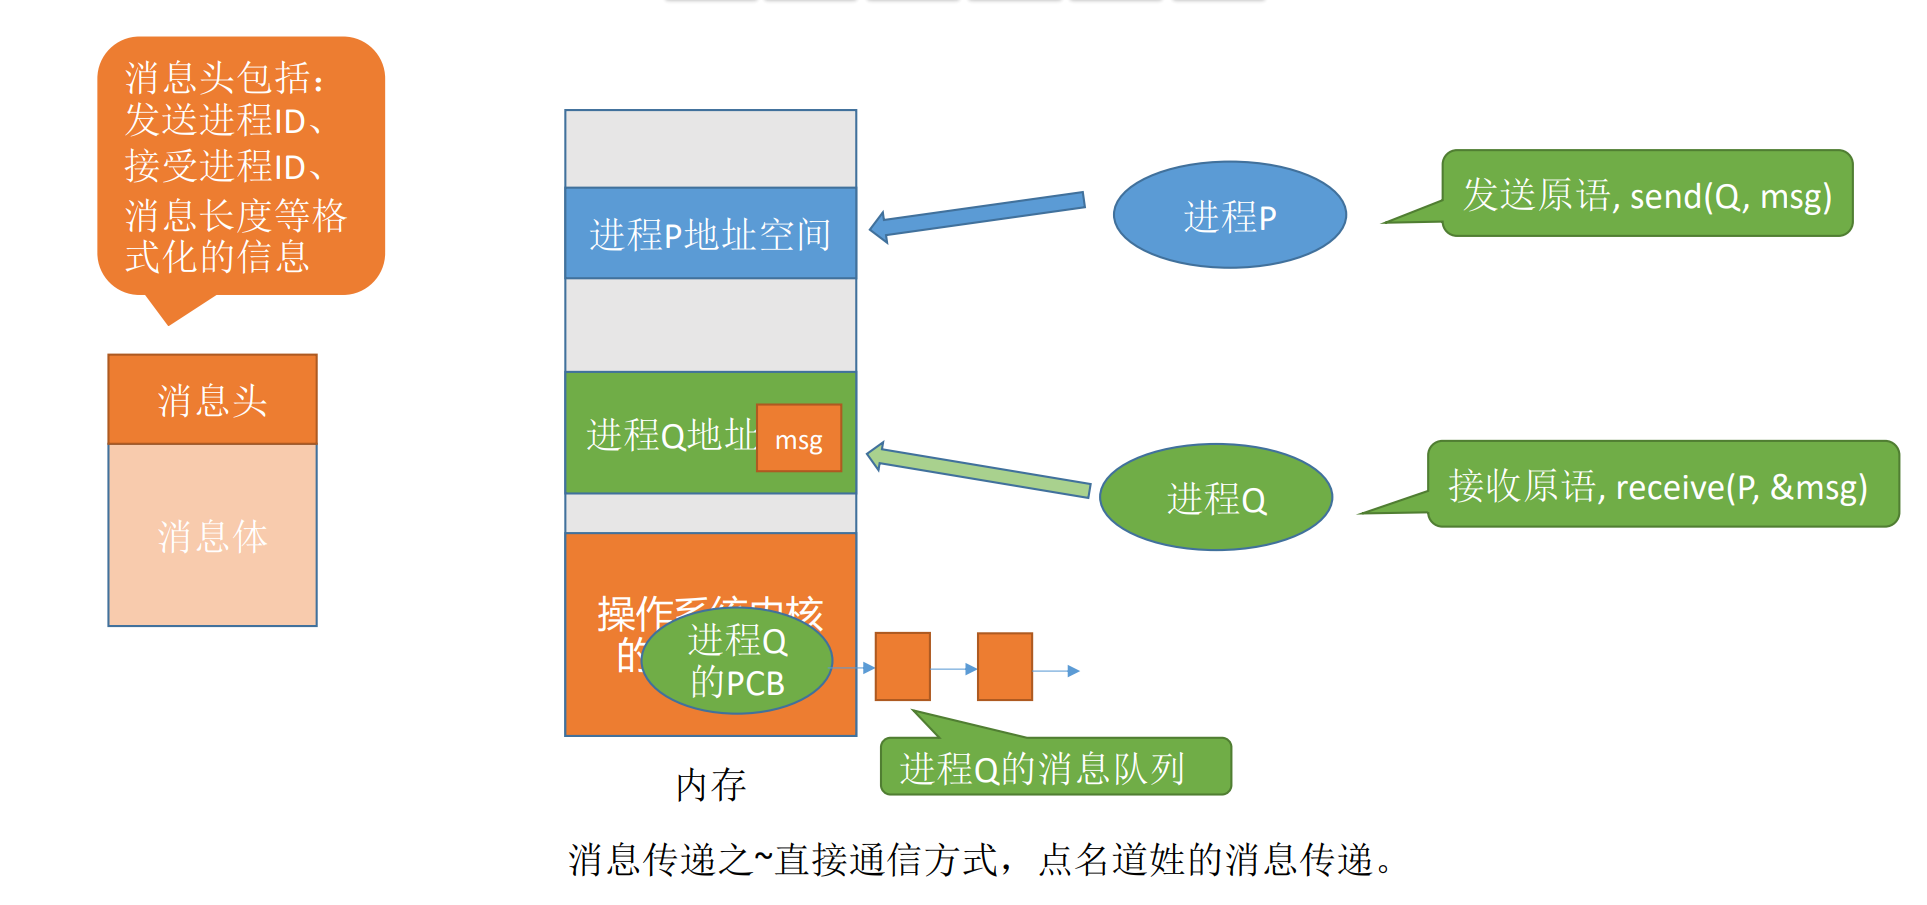 消息头包括：
发送进程ID、
接受进程ID、
消息长度等格
式化的信息
消息头
消息体
进程P地址空间
进程Q地址
msg
操作系统内核
的
进程Q
的PCB
内存
进程P
发送原语, send(Q, msg)
进程Q
接收原语, receive(P, &msg)
进程Q的消息队列
消息传递之~直接通信方式，点名道姓的消息传递。